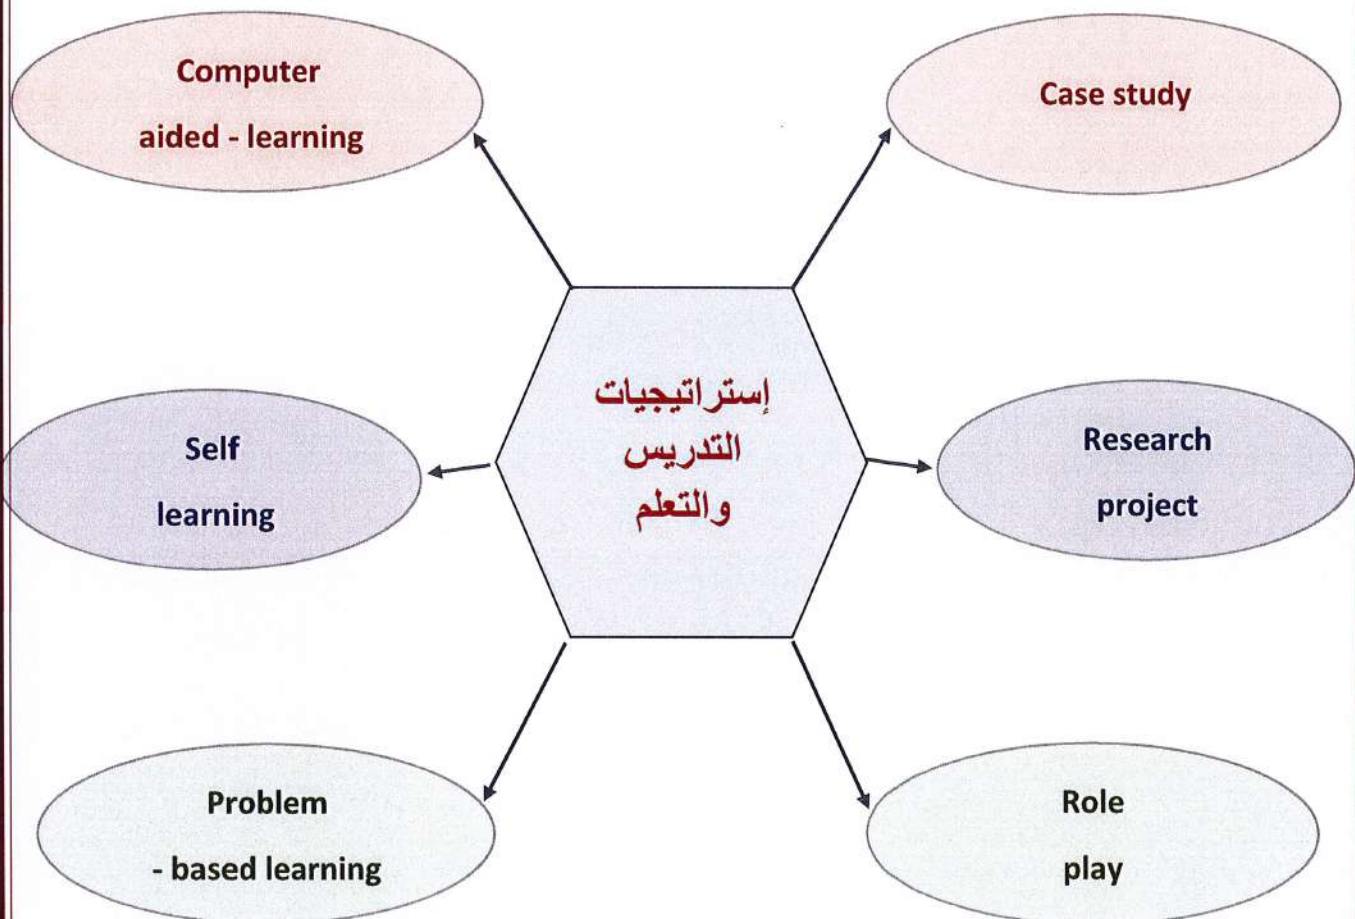 Computer
aided - learning
Case study
إستراتيجيات
التدريس
والتعلم
Self
learning
Research
project
Problem
- based learning
Role
play